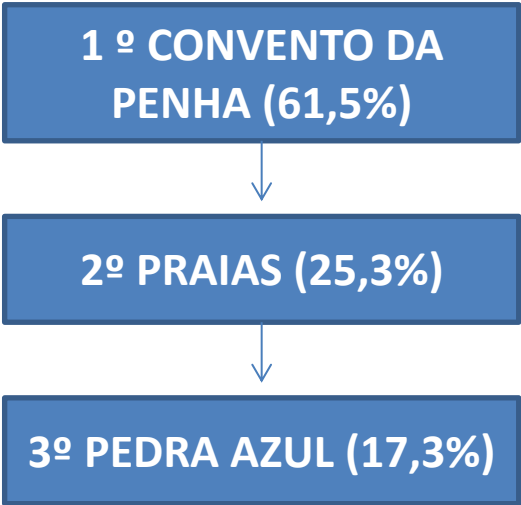 1 º CONVENTO DA
PENHA (61,5%)
2º PRAIAS (25,3%)
3º PEDRA AZUL (17,3%)